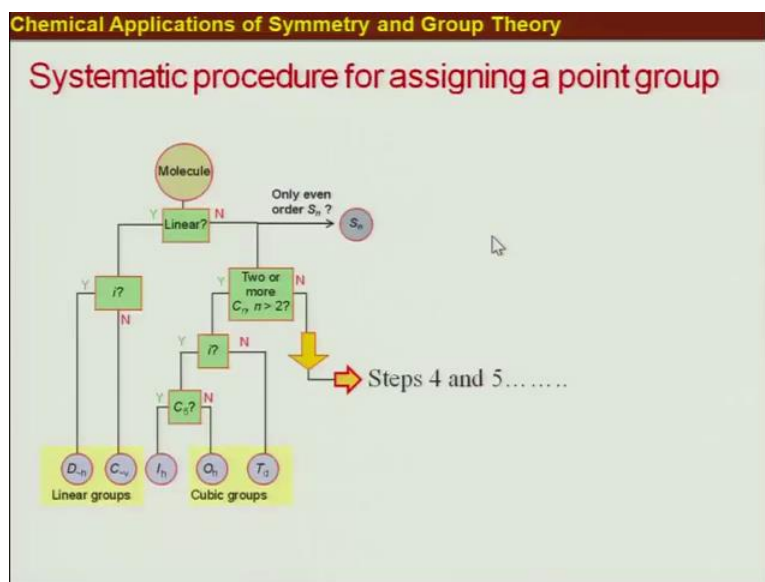 Chemical Applications of Symmetry and Group Theory
Systematic procedure for assigning a point group
Molecule
Only even
order Sₙ ?
Sₙ
Y
Linear?
N
Y
i?
N
Y
Two or
more
Cₙ, n > 2?
N
Y
i?
N
Steps 4 and 5........
Y
C₅?
N
D∞h
C∞v
Iₕ
Oₕ
T_d
Linear groups
Cubic groups